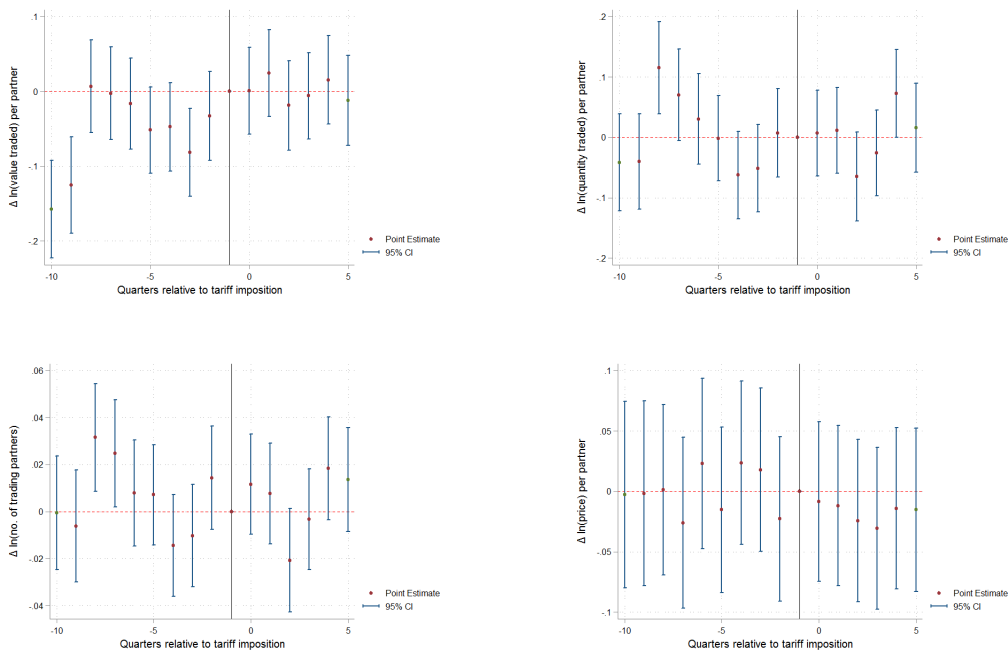 Δ ln(value traded) per partner
.1
0
-.1
-.2
-10
-5
0
5
Quarters relative to tariff imposition
Point Estimate
95% CI
Δ ln(quantity traded) per partner
.2
.1
0
-.1
-.2
-10
-5
0
5
Quarters relative to tariff imposition
Point Estimate
95% CI
Δ ln(no. of trading partners)
.06
.04
.02
0
-.02
-.04
-10
-5
0
5
Quarters relative to tariff imposition
Point Estimate
95% CI
Δ ln(price) per partner
.1
.05
0
-.05
-.1
-10
-5
0
5
Quarters relative to tariff imposition
Point Estimate
95% CI